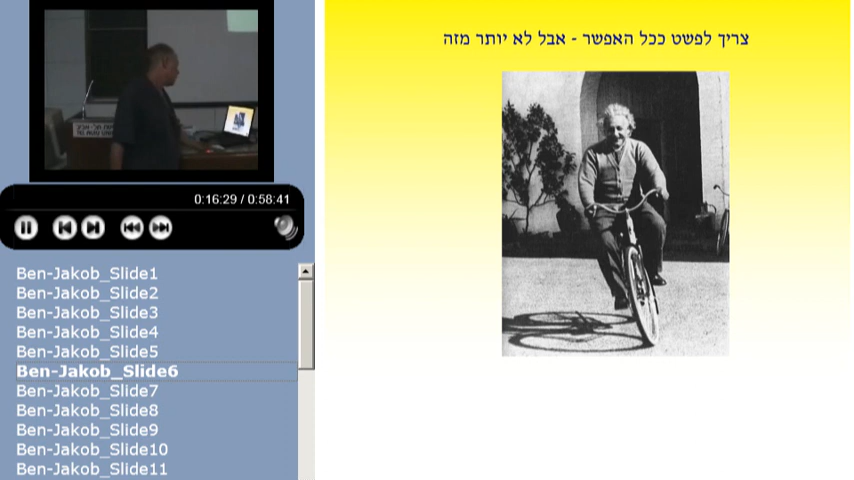 צריך לפשט ככל האפשר - אבל לא יותר מזה
0:16:29 / 0:58:41
Ben-Jakob_Slide1
Ben-Jakob_Slide2
Ben-Jakob_Slide3
Ben-Jakob_Slide4
Ben-Jakob_Slide5
Ben-Jakob_Slide6
Ben-Jakob_Slide7
Ben-Jakob_Slide8
Ben-Jakob_Slide9
Ben-Jakob_Slide10
Ben-Jakob_Slide11